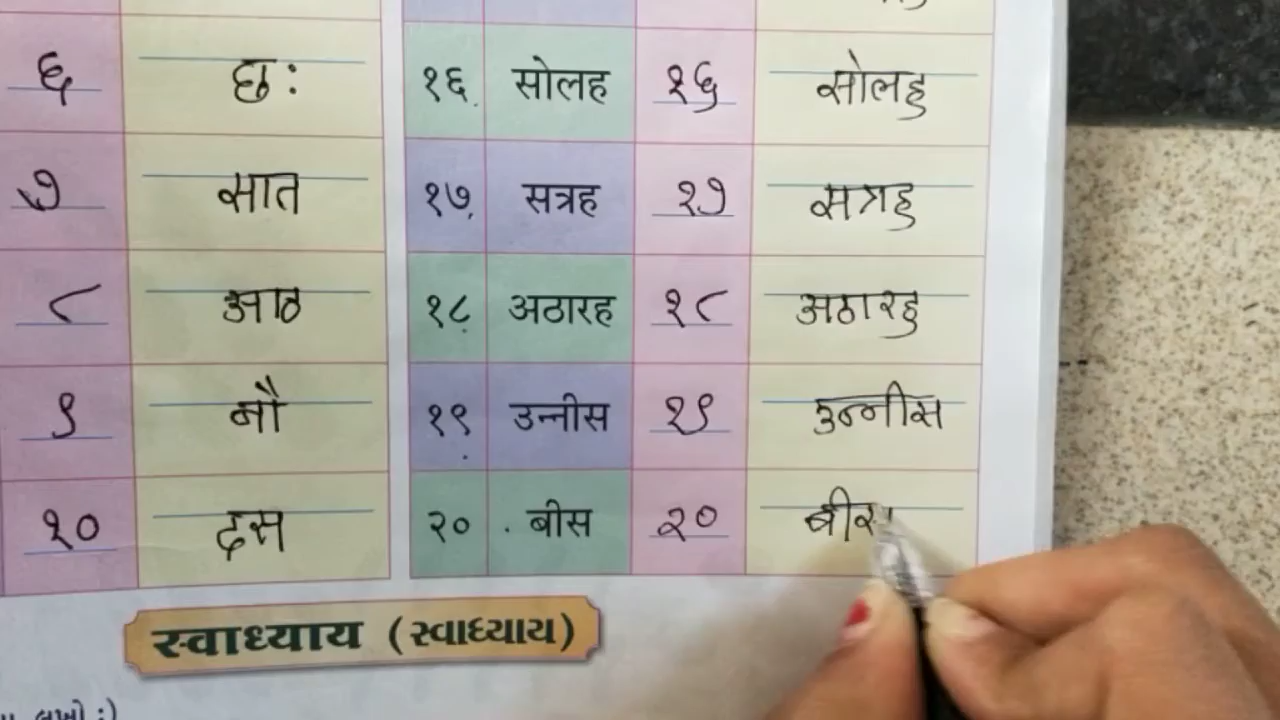 ६ छः १६ सोलह १६ सोलह
७ सात १७ सत्रह १७ सत्रह
८ आठ १८ अठारह १८ अठारह
९ नौ १९ उन्नीस १९ उन्नीस
१० दस २० बीस २०
स्वाध्याय (સ્વાધ્યાય)